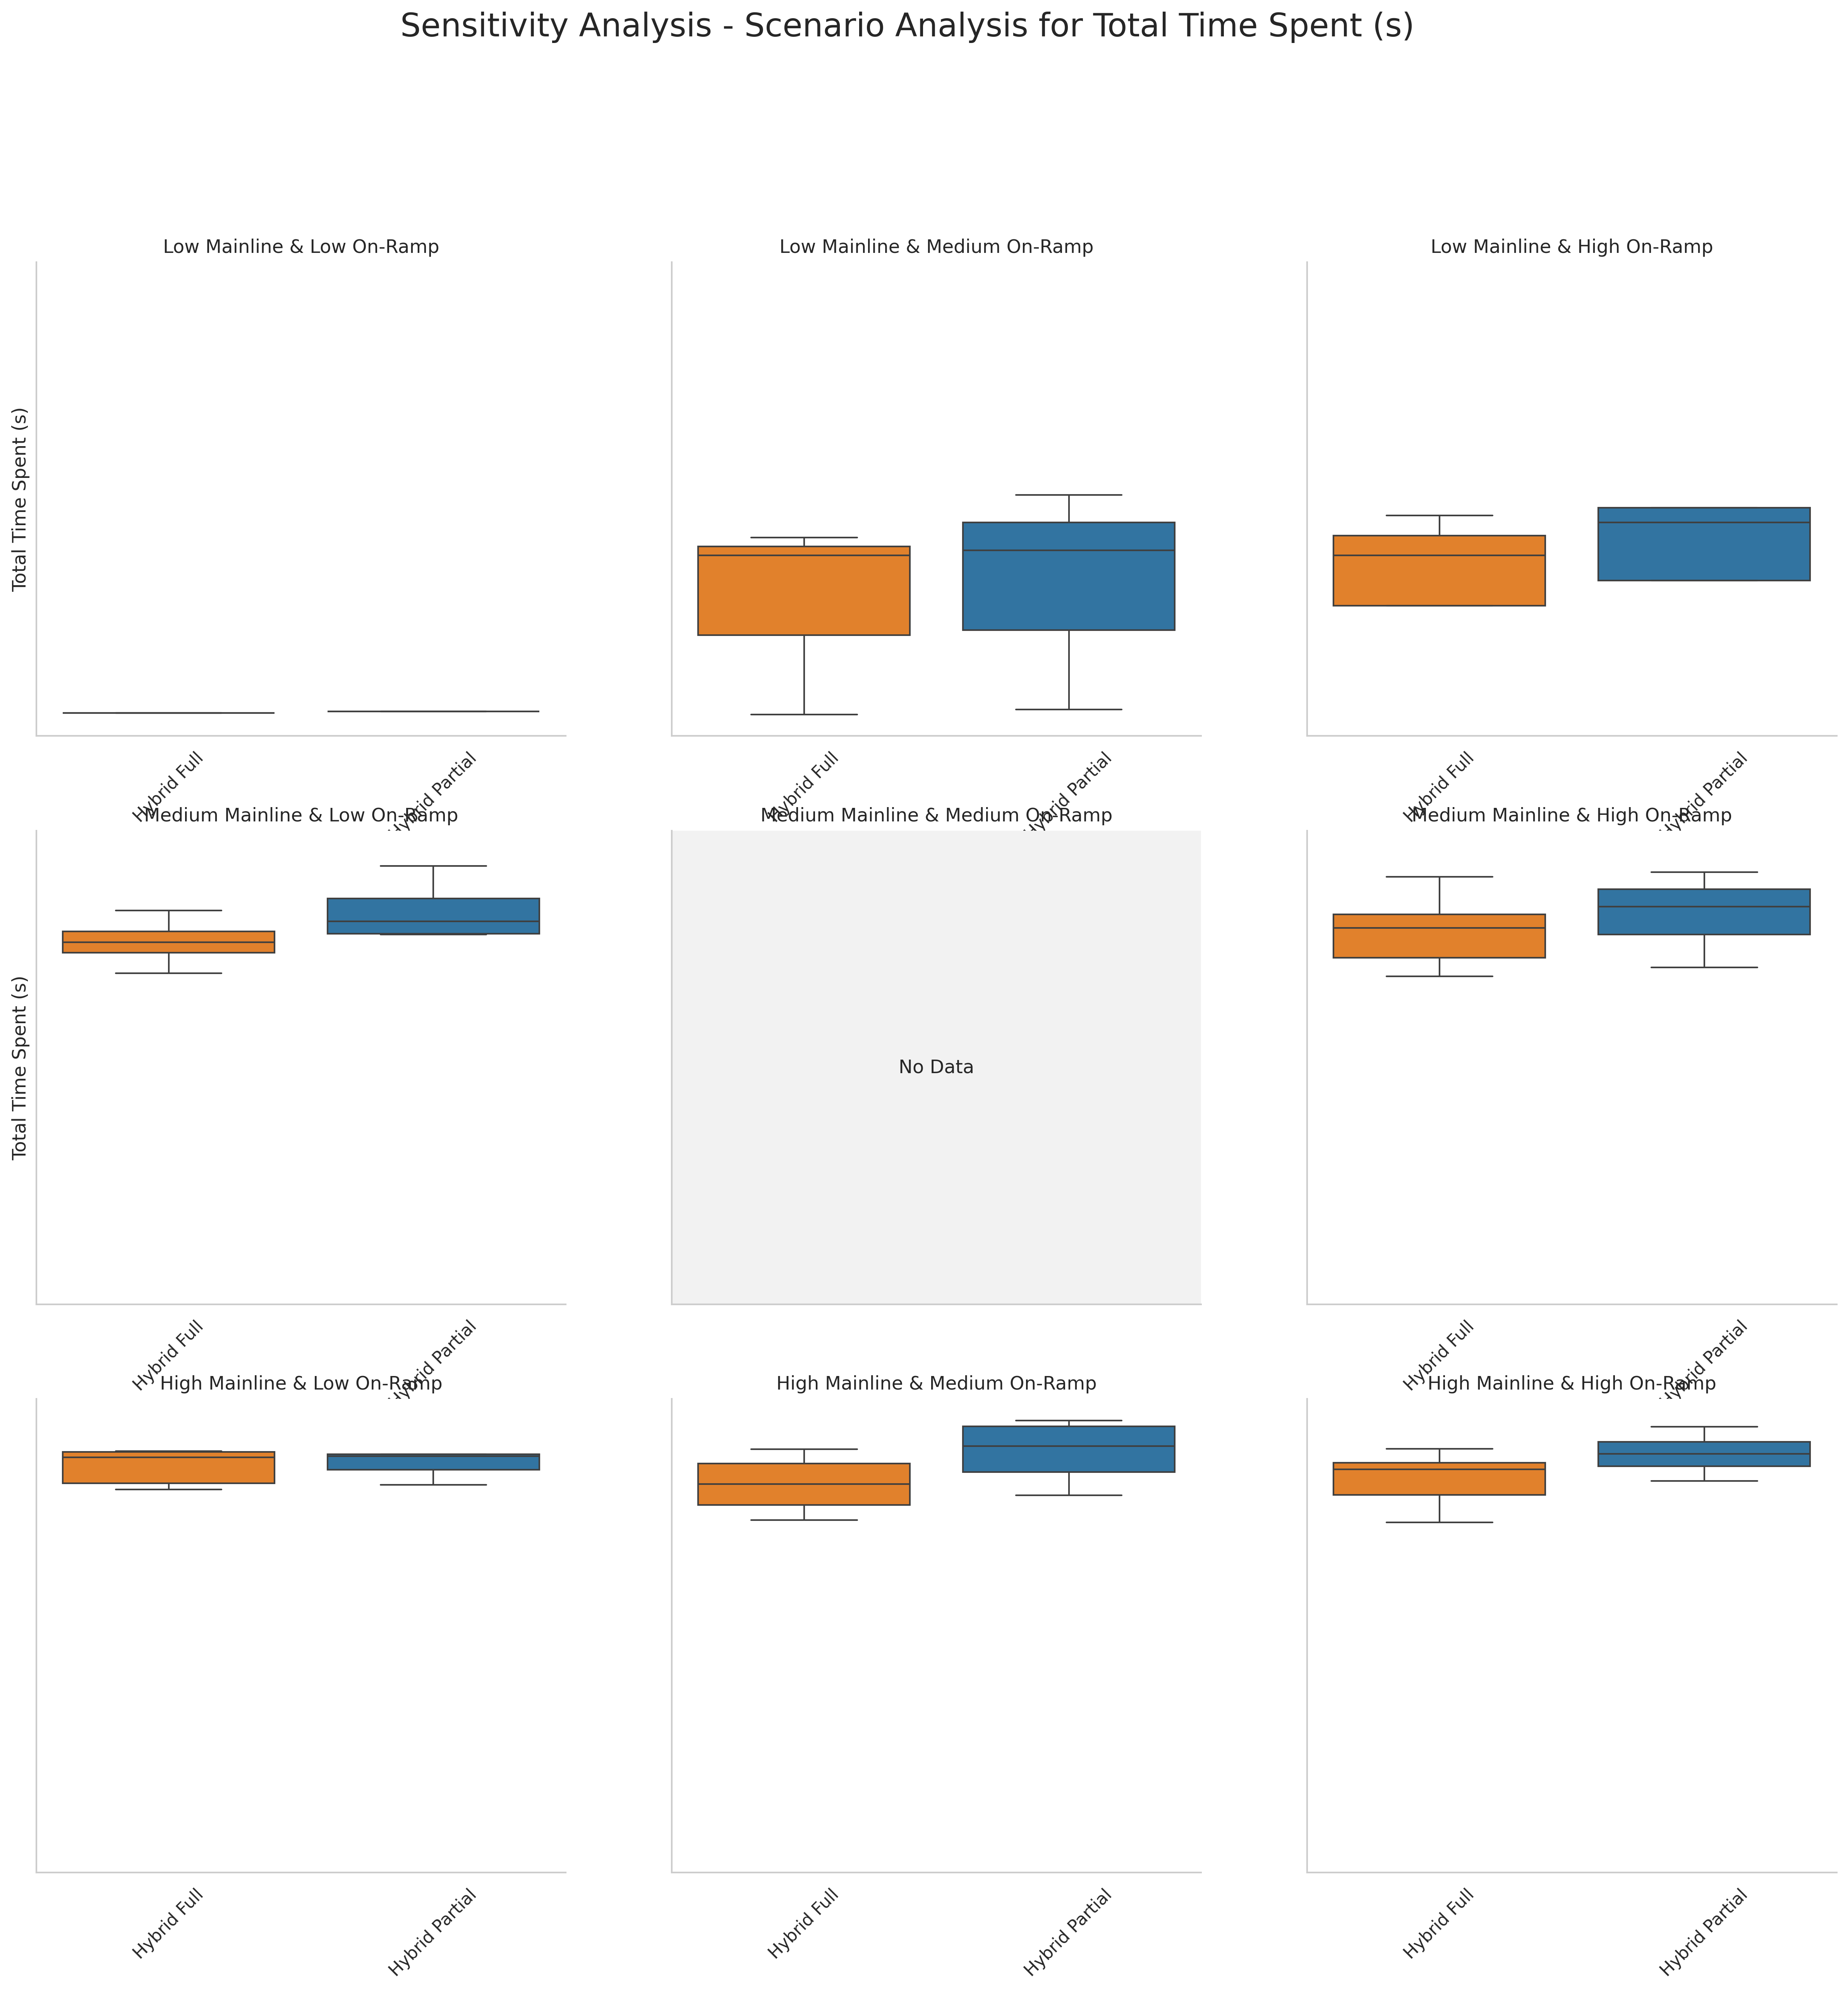 Sensitivity Analysis - Scenario Analysis for Total Time Spent (s)
Low Mainline & Low On-Ramp
Low Mainline & Medium On-Ramp
Low Mainline & High On-Ramp
Total Time Spent (s)
Hybrid Full
Hybrid Partial
Hybrid Full
Hybrid Partial
Hybrid Full
Hybrid Partial
Medium Mainline & Low On-Ramp
Medium Mainline & Medium On-Ramp
Medium Mainline & High On-Ramp
Total Time Spent (s)
No Data
Hybrid Full
Hybrid Partial
Hybrid Full
Hybrid Partial
High Mainline & Low On-Ramp
High Mainline & Medium On-Ramp
High Mainline & High On-Ramp
Hybrid Full
Hybrid Partial
Hybrid Full
Hybrid Partial
Hybrid Full
Hybrid Partial